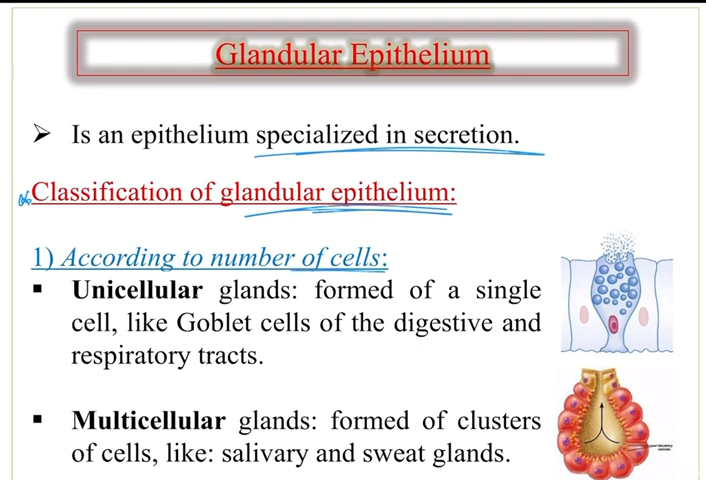 Glandular Epithelium
➢ Is an epithelium specialized in secretion.
Classification of glandular epithelium:
1) According to number of cells:
▪ Unicellular glands: formed of a single
cell, like Goblet cells of the digestive and
respiratory tracts.
▪ Multicellular glands: formed of clusters
of cells, like: salivary and sweat glands.
Secretory
vesicles